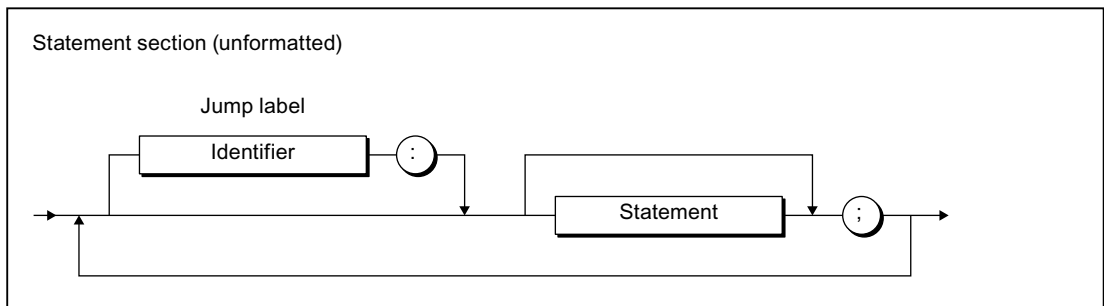 Statement section (unformatted)
Jump label
Identifier
:
Statement
;